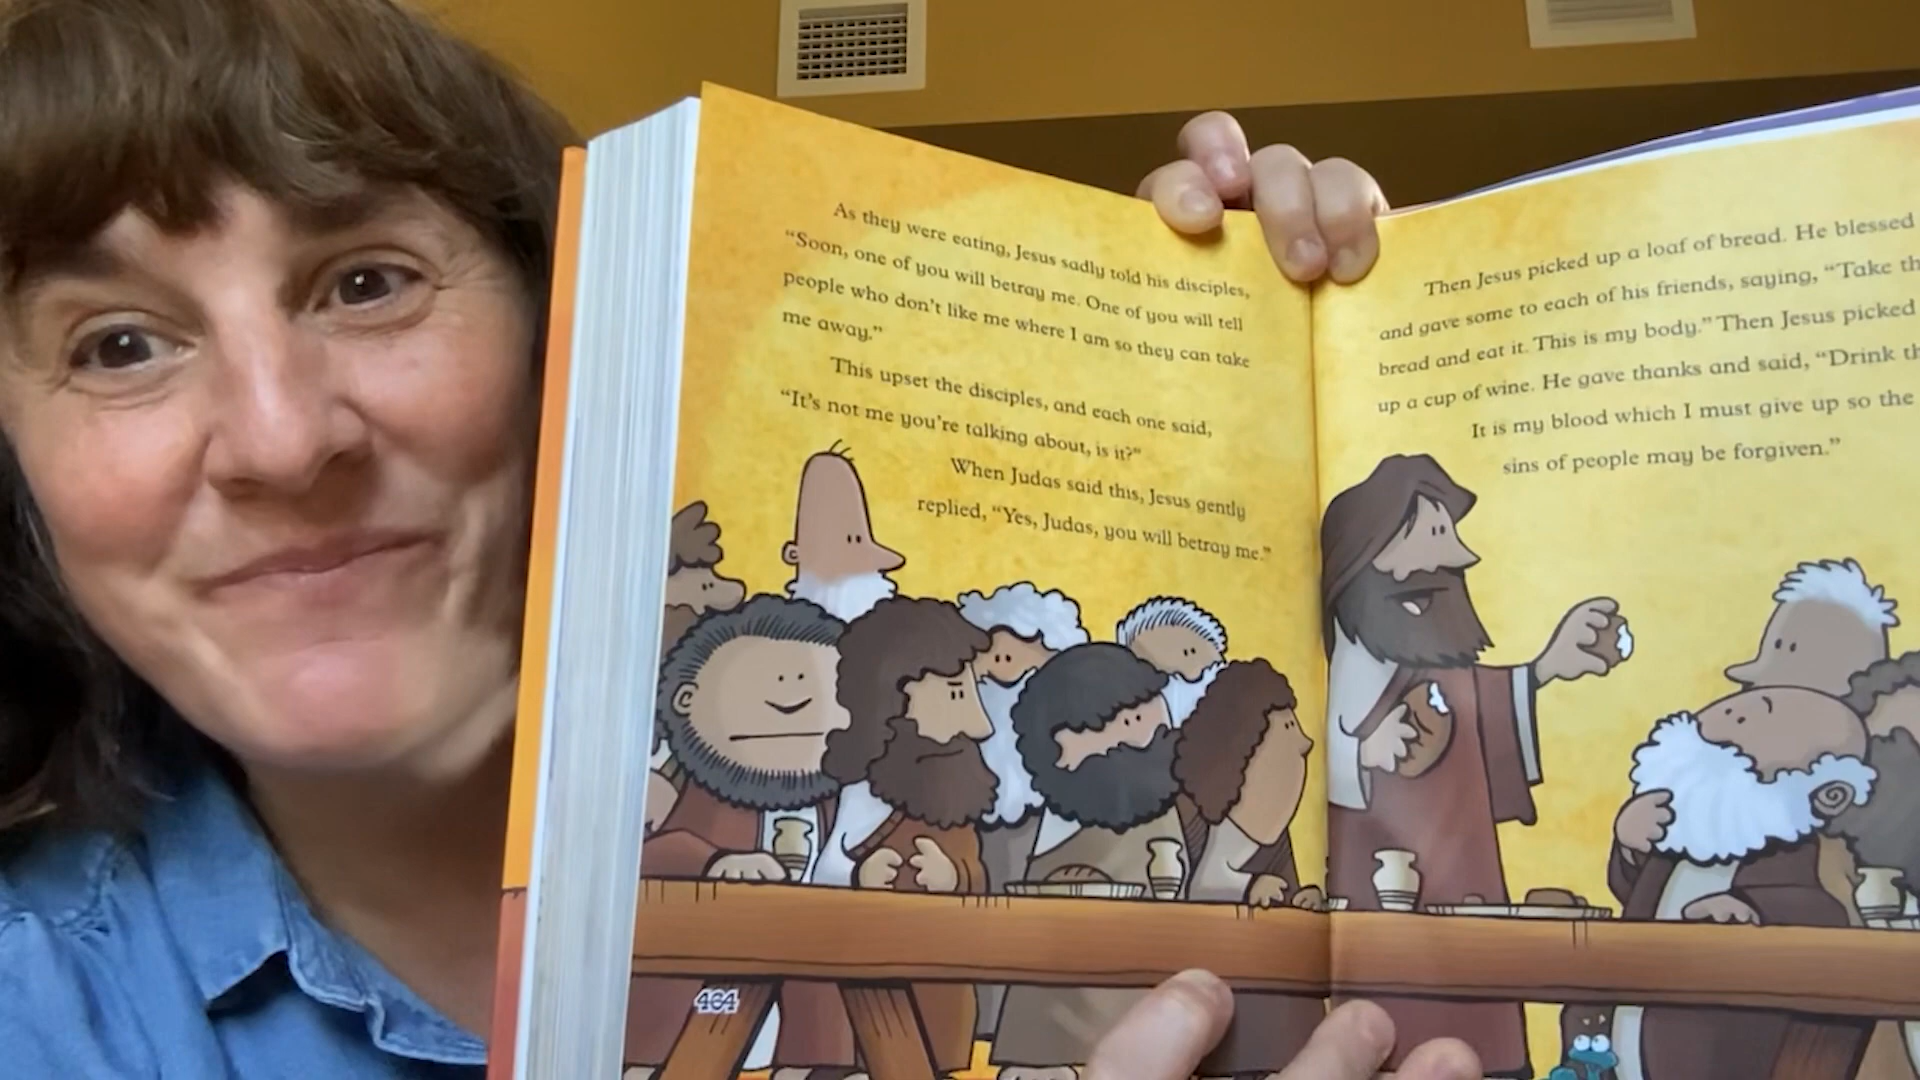 As they were eating, Jesus sadly told his disciples,
“Soon, one of you will betray me. One of you will tell
people who don’t like me where I am so they can take
me away.”
This upset the disciples, and each one said,
“It’s not me you’re talking about, is it?”
When Judas said this, Jesus gently
replied, “Yes, Judas, you will betray me.”
464
Then Jesus picked up a loaf of bread. He blessed
and gave some to each of his friends, saying, “Take
bread and eat it. This is my body.” Then Jesus picked
up a cup of wine. He gave thanks and said, “Drink
It is my blood which I must give up so the
sins of people may be forgiven.”